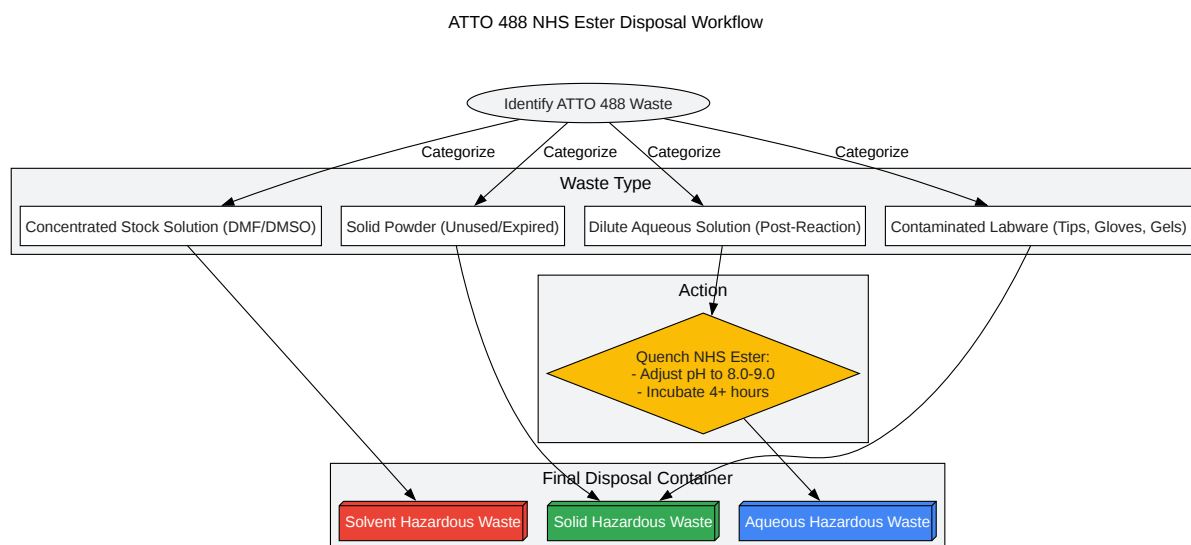 ATTO 488 NHS Ester Disposal Workflow
Identify ATTO 488 Waste
Categorize
Categorize
Categorize
Categorize
Waste Type
Concentrated Stock Solution (DMF/DMSO)
Solid Powder (Unused/Expired)
Dilute Aqueous Solution (Post-Reaction)
Contaminated Labware (Tips, Gloves, Gels)
Action
Quench NHS Ester:
- Adjust pH to 8.0-9.0
- Incubate 4+ hours
Final Disposal Container
Solvent Hazardous Waste
Solid Hazardous Waste
Aqueous Hazardous Waste